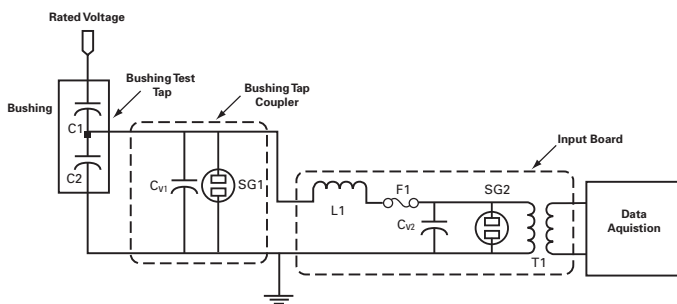 Rated Voltage
Bushing Test
Tap
Bushing Tap
Coupler
Bushing
Input Board
C1
C2
CV1
SG1
F1
SG2
L1
CV2
T1
Data
Aquistion